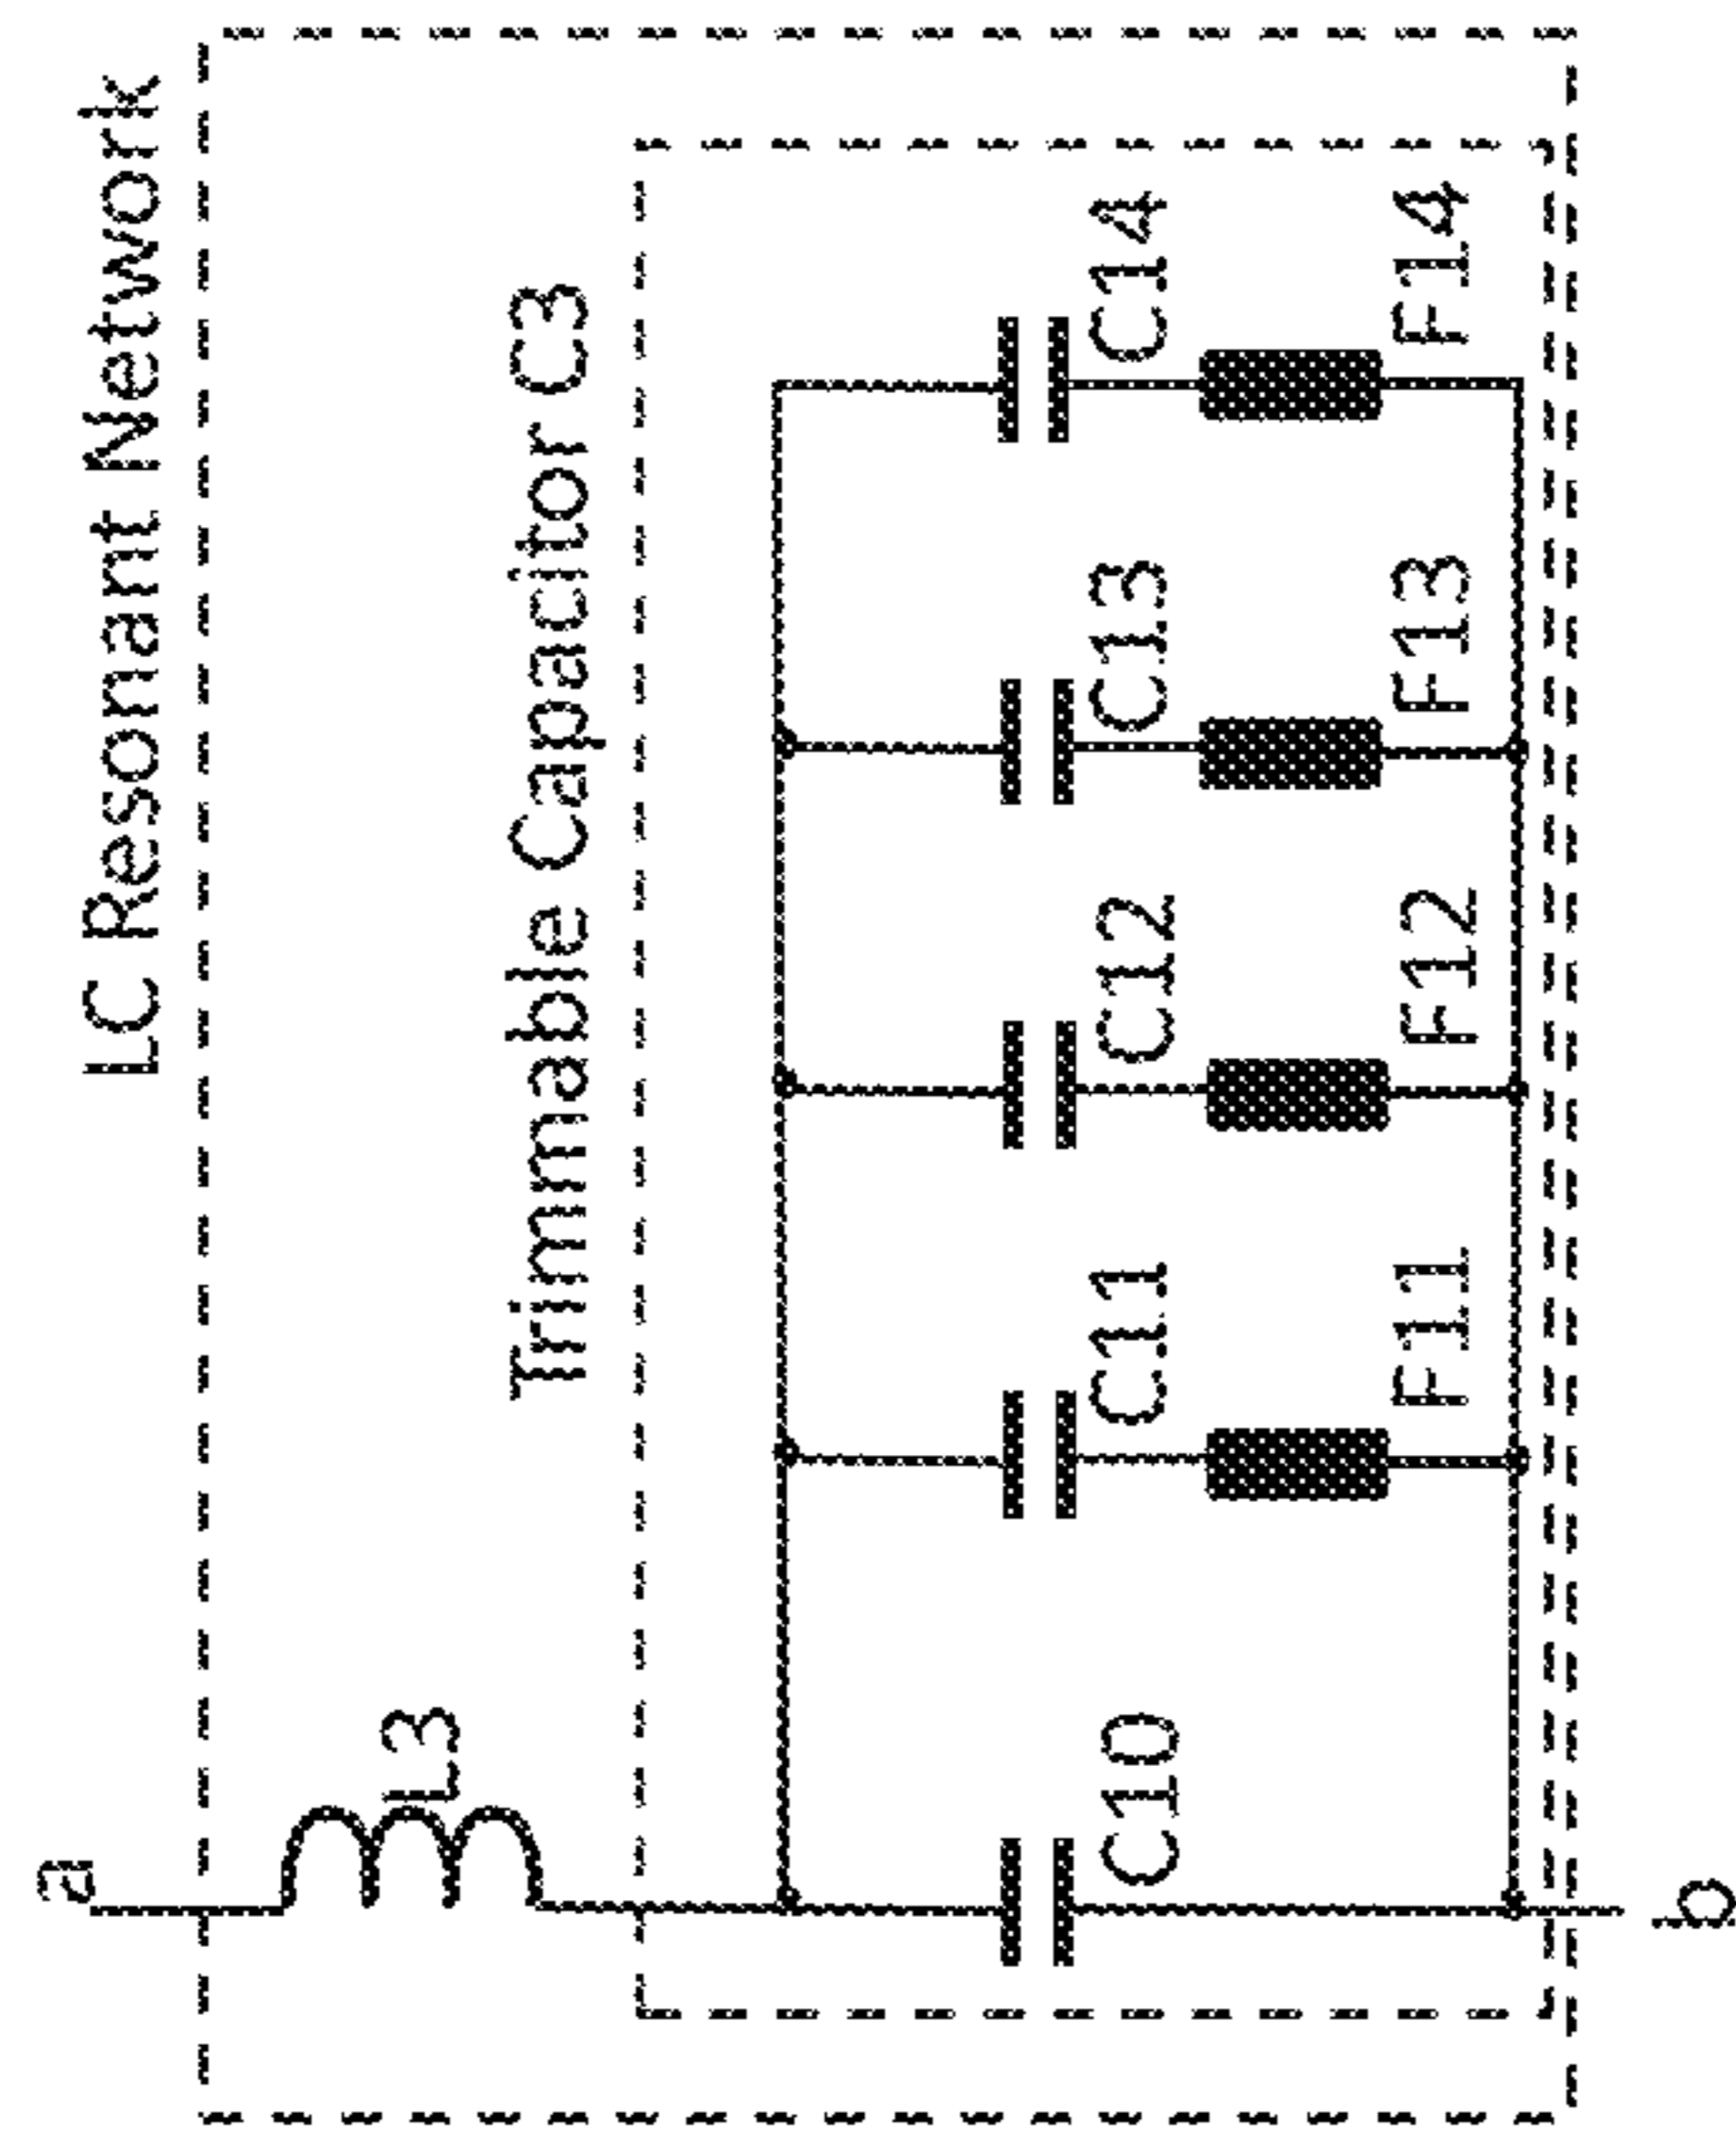 LC Resonant Network
Trimmable Capacitor C3
a
L3
C10
C11
C12
C13
C14
F11
F12
F13
F14
b